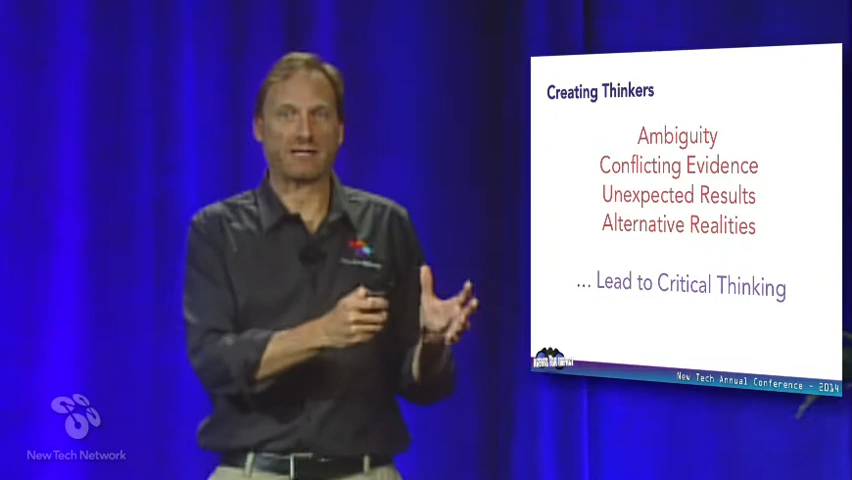 Creating Thinkers
Ambiguity
Conflicting Evidence
Unexpected Results
Alternative Realities
... Lead to Critical Thinking
New Tech Annual Conference - 2014
New Tech Network